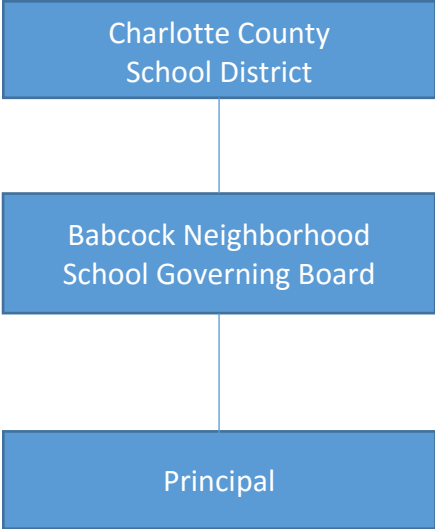 Charlotte County
School District
Babcock Neighborhood
School Governing Board
Principal